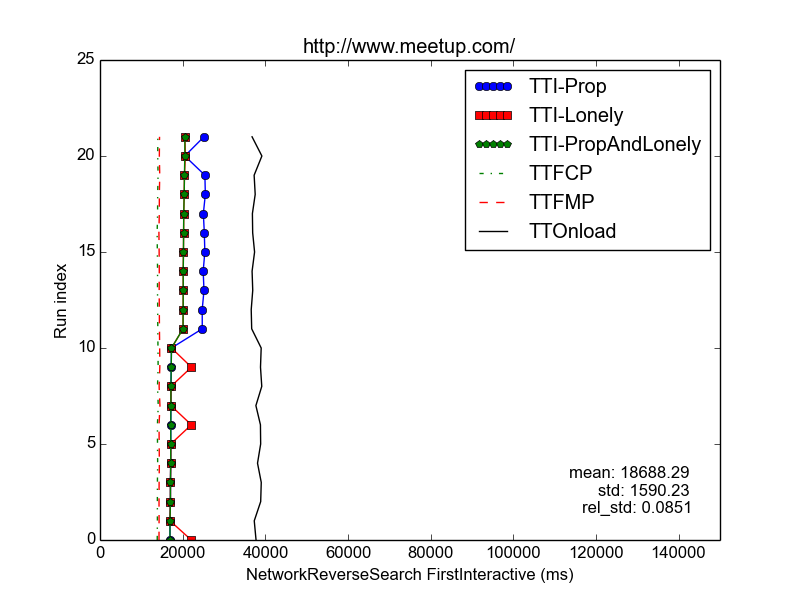 http://www.meetup.com/
25
20
15
10
5
0
Run index
TTI-Prop
TTI-Lonely
TTI-PropAndLonely
TTFCP
TTFMP
TTOnload
mean: 18688.29
std: 1590.23
rel_std: 0.0851
0 20000 40000 60000 80000 100000 120000 140000
NetworkReverseSearch FirstInteractive (ms)